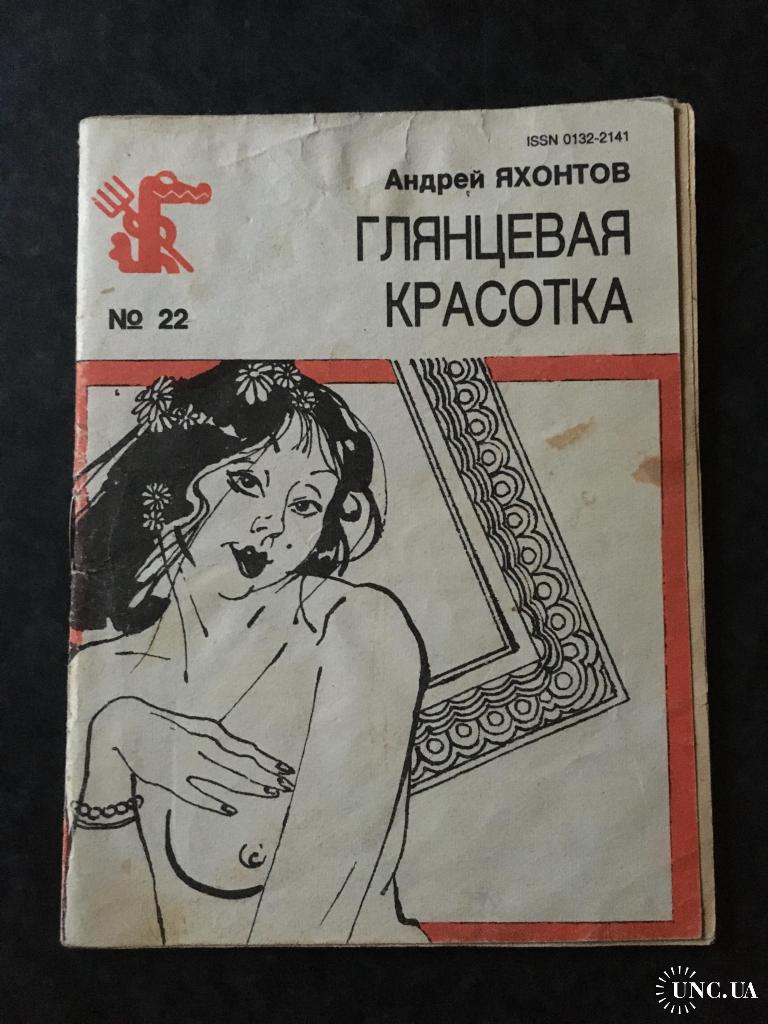 ISSN 0132-2141
Андрей ЯХОНТОВ
ГЛЯНЦЕВАЯ
КРАСОТКА
№ 22
UNC.UA